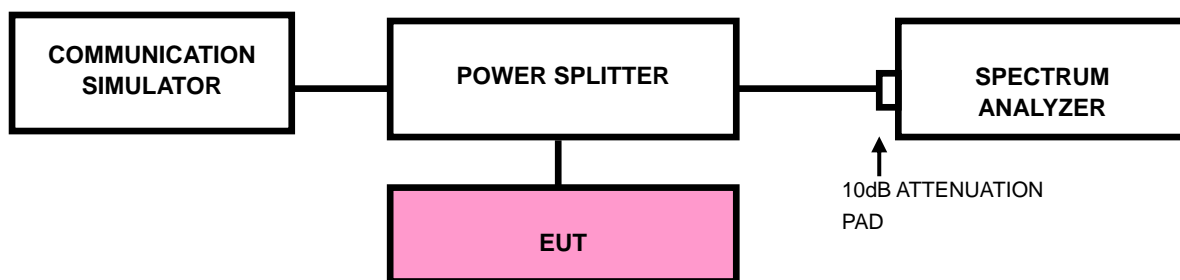 COMMUNICATION
SIMULATOR
POWER SPLITTER
SPECTRUM
ANALYZER
10dB ATTENUATION
PAD
EUT